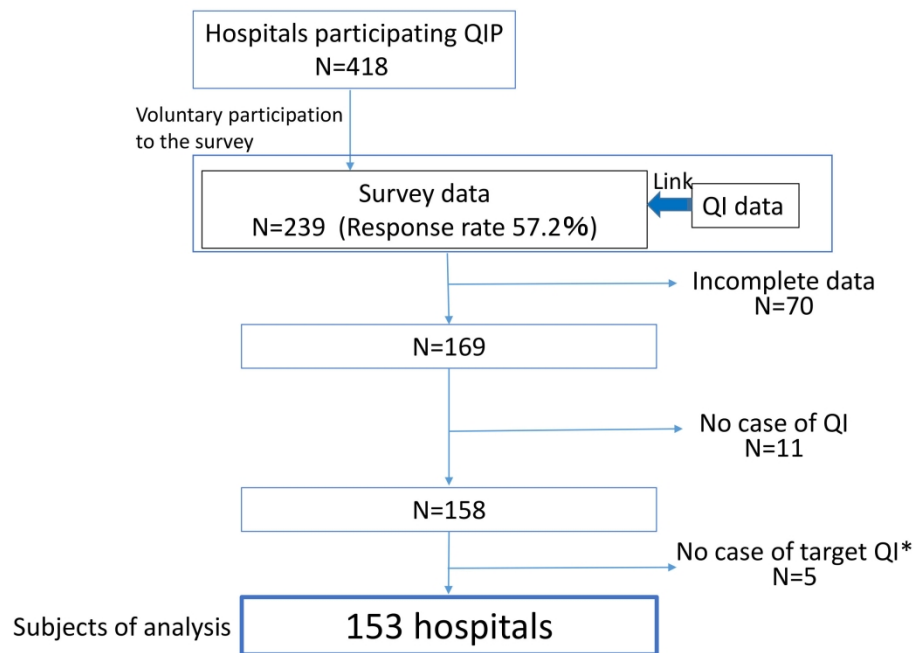 Hospitals participating QIP
N=418
Voluntary participation
to the survey
Survey data
N=239 (Response rate 57.2%)
Link
QI data
Incomplete data
N=70
N=169
No case of QI
N=11
N=158
No case of target QI*
N=5
Subjects of analysis
153 hospitals